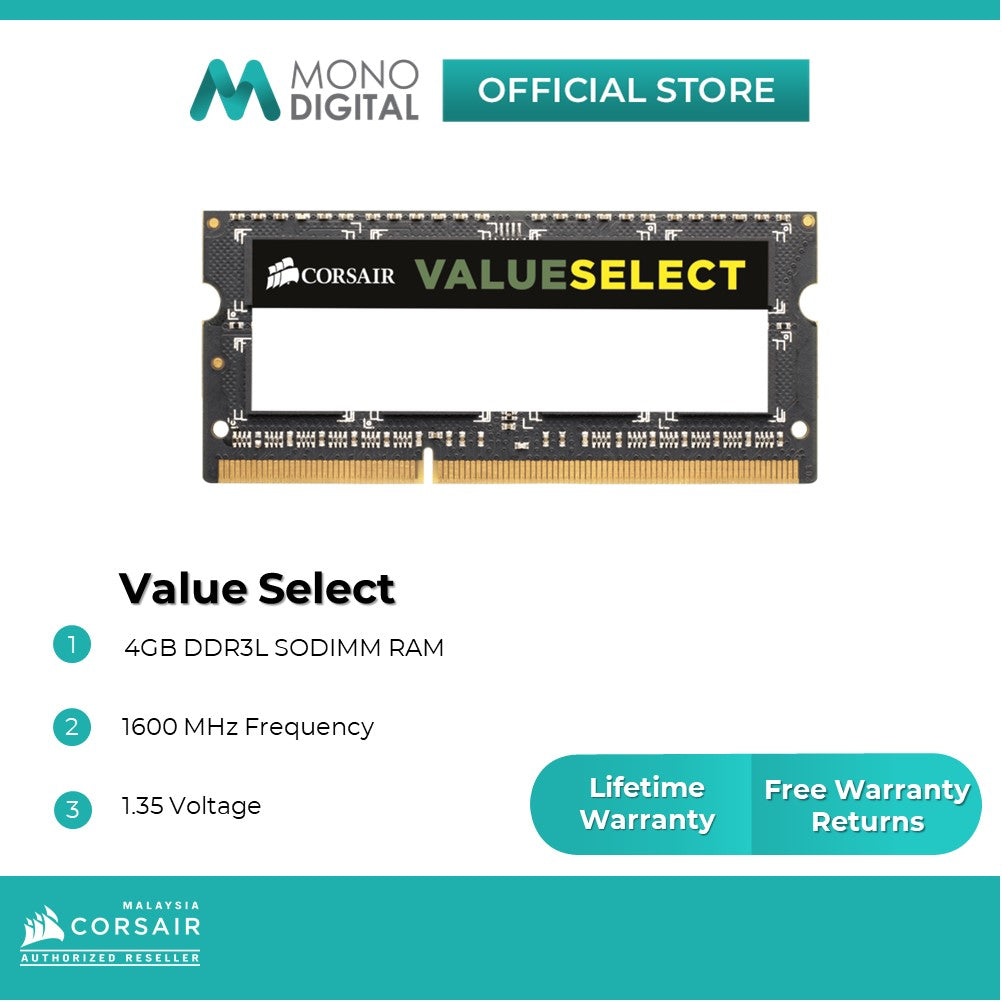 MONO
DIGITAL
OFFICIAL STORE
CORSAIR VALUESELECT
Value Select
1 4GB DDR3L SODIMM RAM
2 1600 MHz Frequency
3 1.35 Voltage
Lifetime
Warranty
Free Warranty
Returns
MALAYSIA
CORSAIR
AUTHORIZED RESELLER